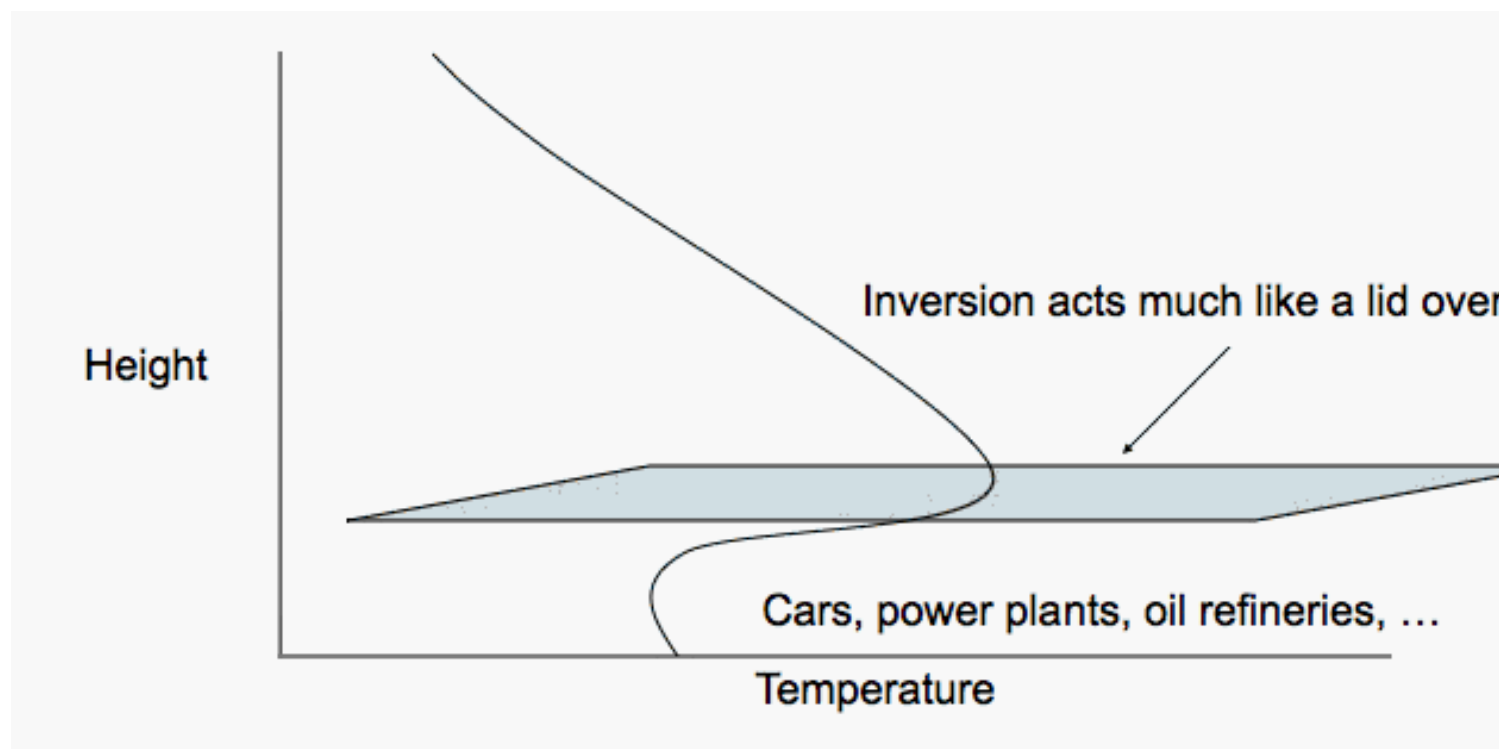 Inversion acts much like a lid over
Height
Cars, power plants, oil refineries, …
Temperature